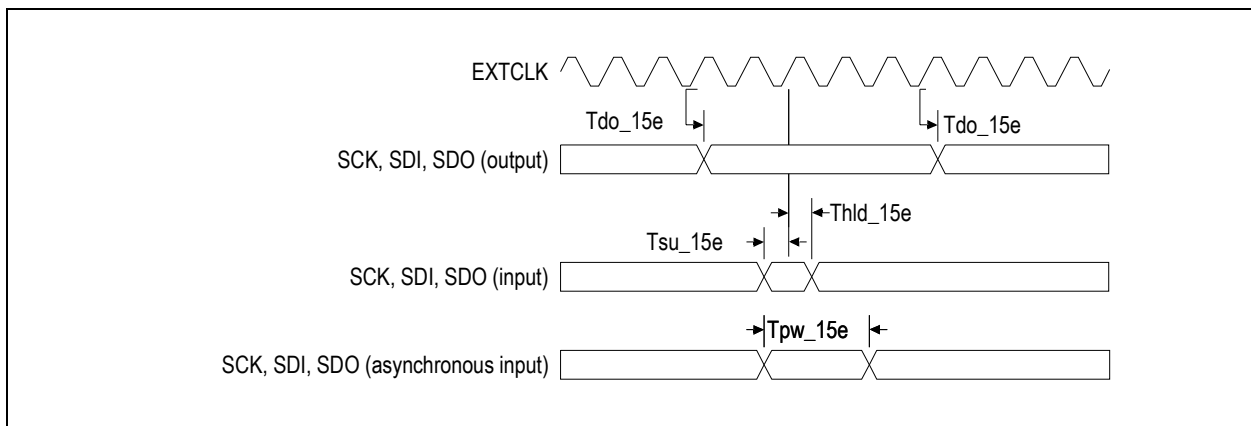 EXTCLK
Tdo_15e
Tdo_15e
SCK, SDI, SDO (output)
Thld_15e
Tsu_15e
SCK, SDI, SDO (input)
Tpw_15e
SCK, SDI, SDO (asynchronous input)